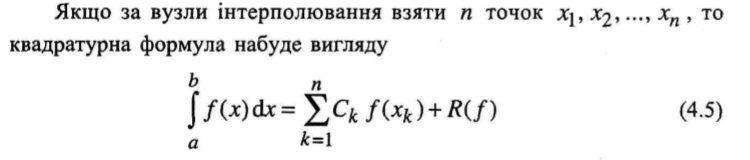 Якщо за вузли інтерполювання взяти n точок x₁, x₂, ..., xₙ, то
квадратурна формула набуде вигляду
∫ₐᵇ f(x)dx = ∑ₖ₌₁ⁿ Cₖ f(xₖ) + R(f) (4.5)